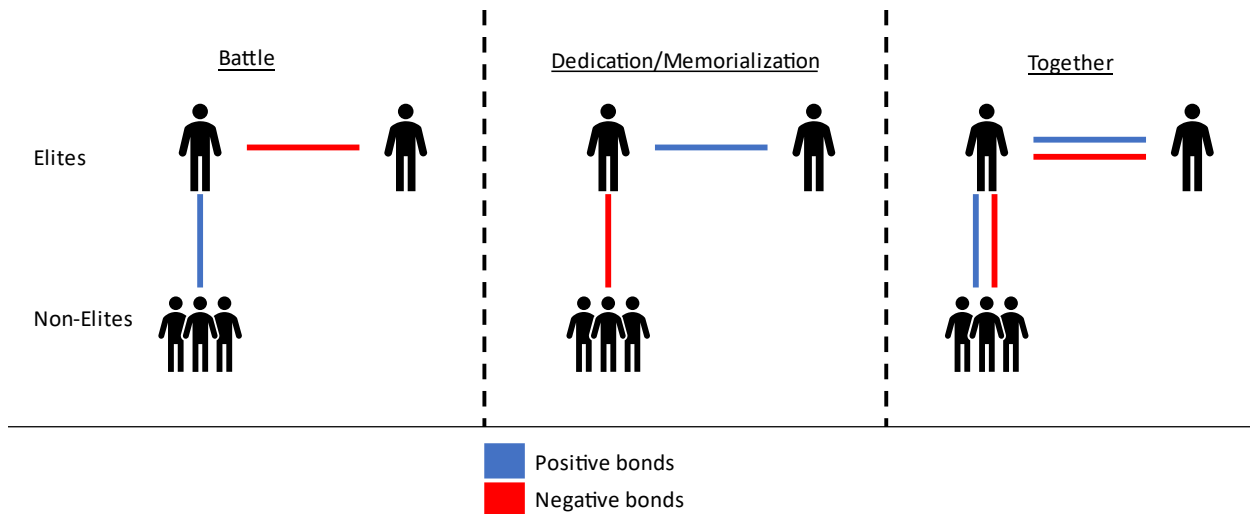 Battle
Dedication/Memorialization
Together
Elites
Non-Elites
Positive bonds
Negative bonds